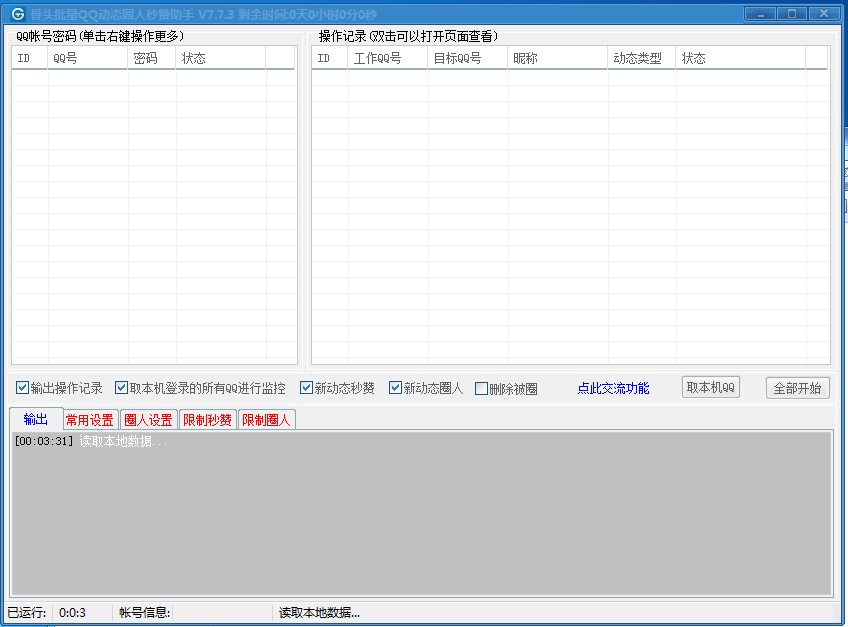 骨头批量QQ动态圈人秒赞助手 V7.7.3 剩余时间:0天0小时0分0秒
QQ帐号密码(单击右键操作更多)
ID QQ号 密码 状态
操作记录(双击可以打开页面查看)
ID 工作QQ号 目标QQ号 昵称 动态类型 状态
输出操作记录 取本机登录的所有QQ进行监控 新动态秒赞 新动态圈人 删除被圈 点此交流功能 取本机QQ 全部开始
输出 常用设置 圈人设置 限制秒赞 限制圈人
[00:03:31] 读取本地数据...
已运行: 0:0:3 帐号信息: 读取本地数据...